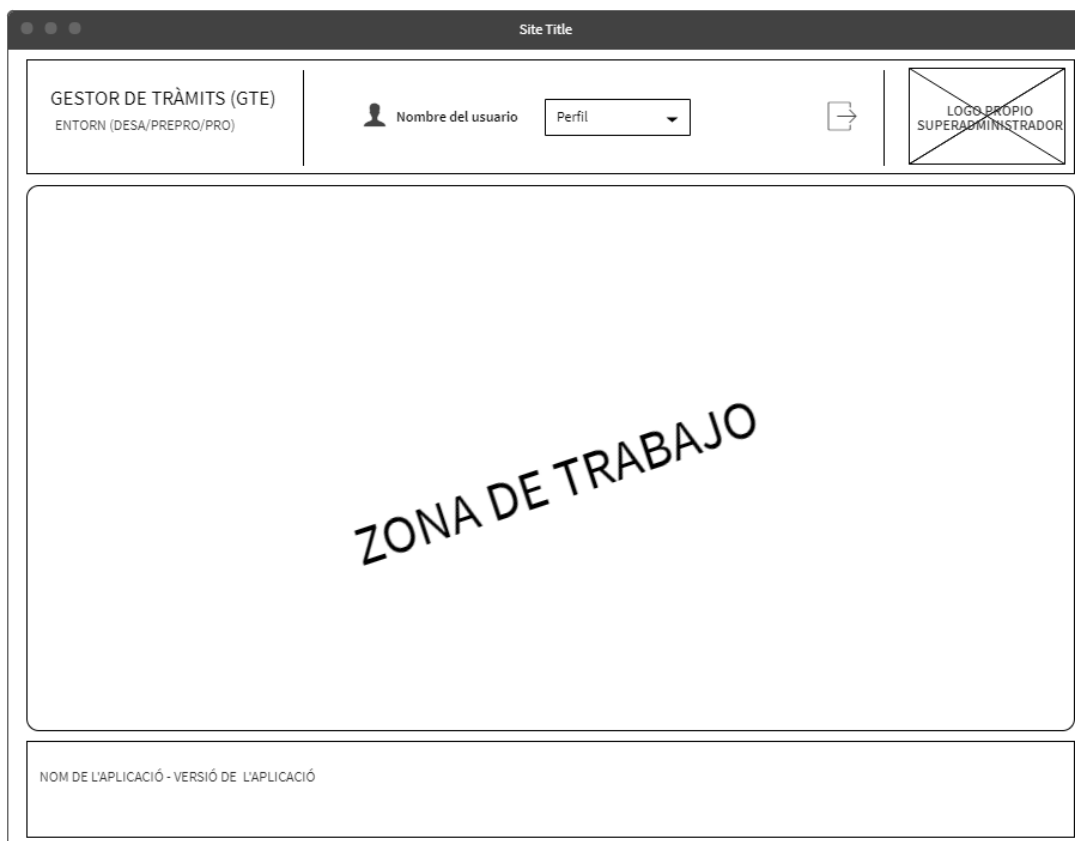 Site Title
GESTOR DE TRÀMITS (GTE)
ENTORN (DESA/PREPRO/PRO)
Nombre del usuario
Perfil
LOGO PROPIO
SUPERADMINISTRADOR
ZONA DE TRABAJO
NOM DE L'APLICACIÓ - VERSIÓ DE L'APLICACIÓ